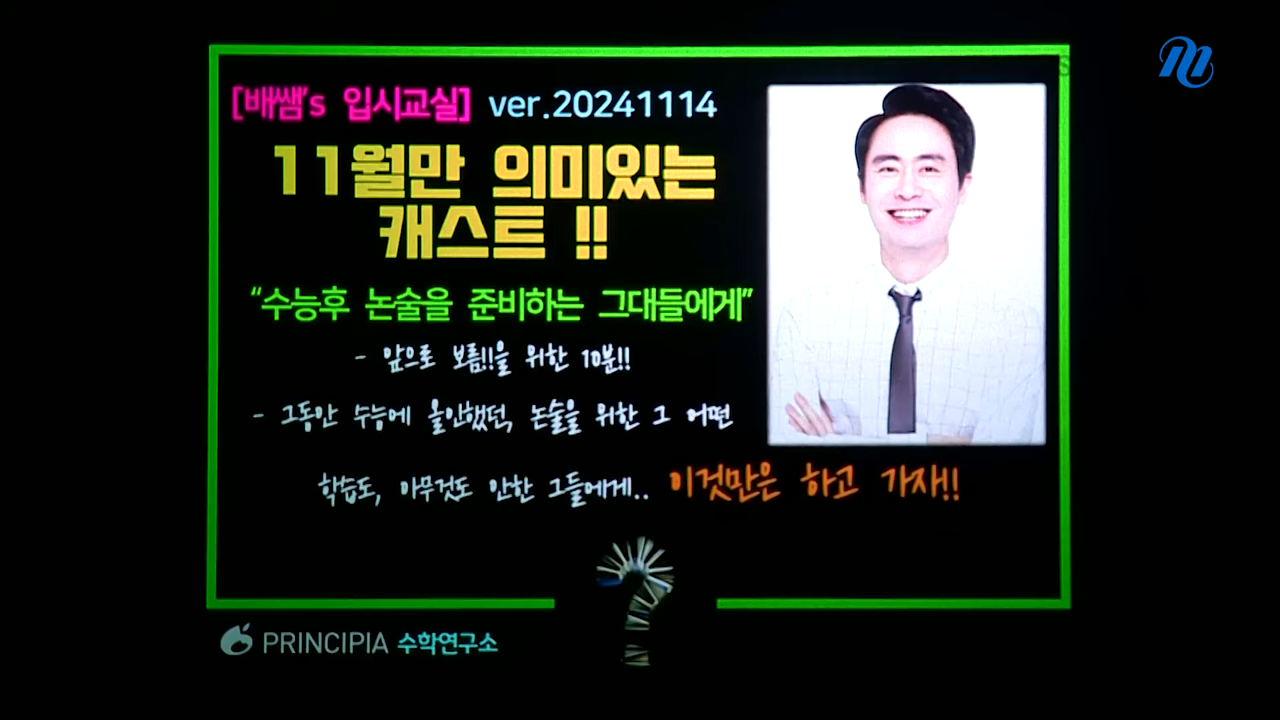 [배쌤's 입시교실] ver.20241114
11월만 의미있는
캐스트 !!
“수능후 논술을 준비하는 그대들에게”
- 앞으로 보름!!을 위한 10분!!
- 그동안 수능에 올인했던, 논술을 위한 그 어떤
학습도, 아무것도 안한 그들에게.. 이것만은 하고 가자!!
PRINCIPIA 수학연구소